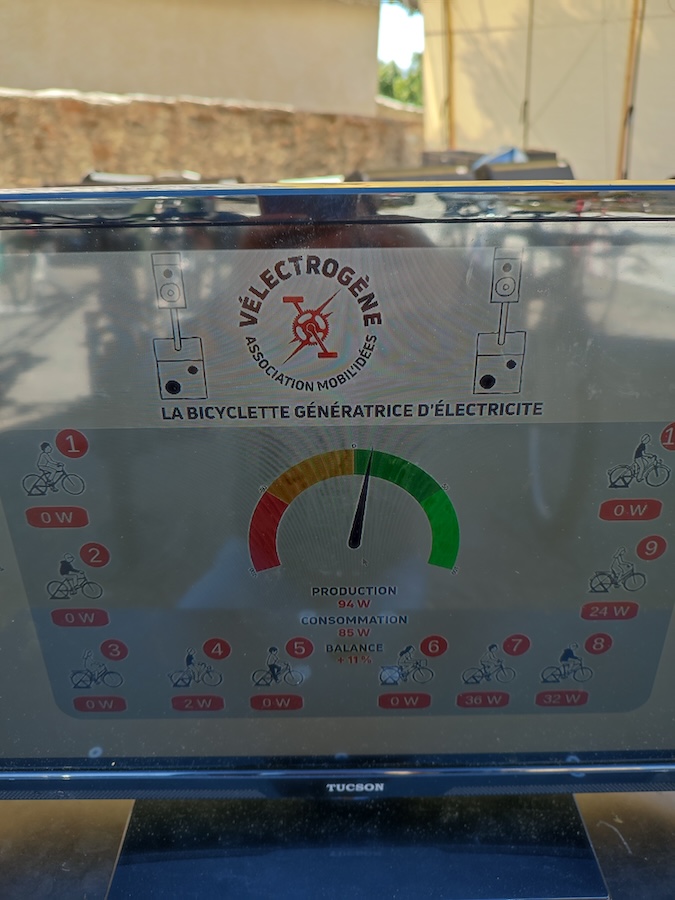 VÉLECTROGÈNE
ASSOCIATION MOBIL'IDÉES
LA BICYCLETTE GÉNÉRATRICE D'ÉLECTRICITE
1
0 W
2
0 W
3
0 W
4
2 W
5
0 W
PRODUCTION
94 W
CONSOMMATION
85 W
BALANCE
+ 11 %
6
0 W
7
36 W
8
32 W
9
24 W
0 W
TUCSON